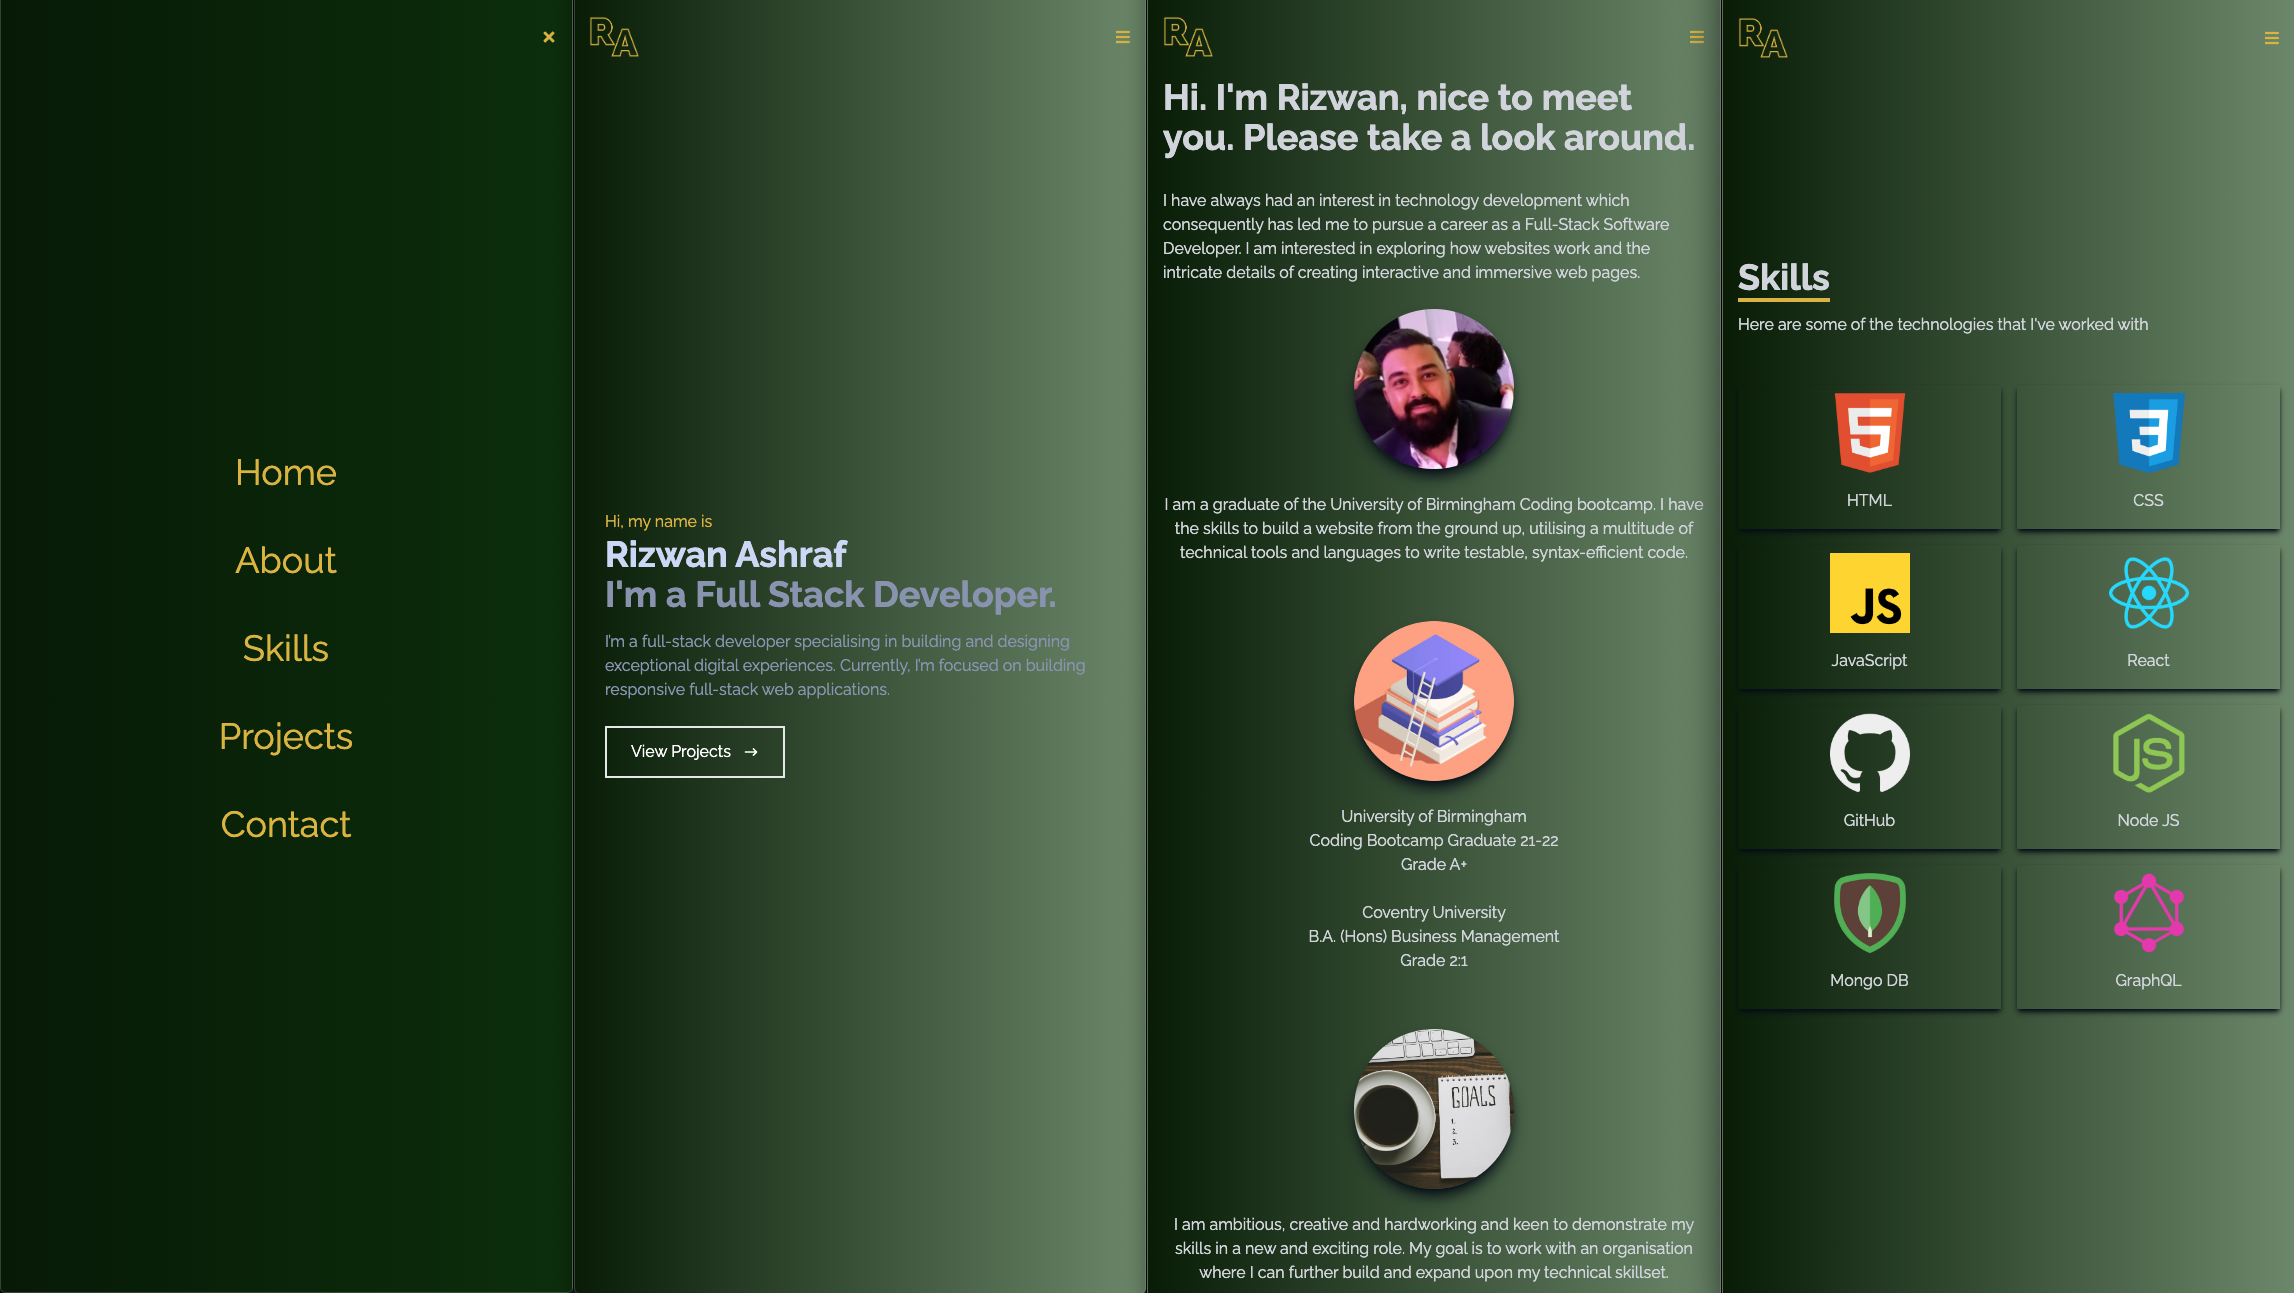 Home
About
Skills
Projects
Contact
RA
Hi, my name is
Rizwan Ashraf
I'm a Full Stack Developer.
I'm a full-stack developer specialising in building and designing
exceptional digital experiences. Currently, I'm focused on building
responsive full-stack web applications.
View Projects →
RA
Hi. I'm Rizwan, nice to meet
you. Please take a look around.
I have always had an interest in technology development which
consequently has led me to pursue a career as a Full-Stack Software
Developer. I am interested in exploring how websites work and the
intricate details of creating interactive and immersive web pages.
I am a graduate of the University of Birmingham Coding bootcamp. I have
the skills to build a website from the ground up, utilising a multitude of
technical tools and languages to write testable, syntax-efficient code.
University of Birmingham
Coding Bootcamp Graduate 21-22
Grade A+
Coventry University
B.A. (Hons) Business Management
Grade 2:1
GOALS
1.
2.
3.
I am ambitious, creative and hardworking and keen to demonstrate my
skills in a new and exciting role. My goal is to work with an organisation
where I can further build and expand upon my technical skillset.
RA
Skills
Here are some of the technologies that I've worked with
5
HTML
3
CSS
JS
JavaScript
React
GitHub
JS
Node JS
Mongo DB
GraphQL